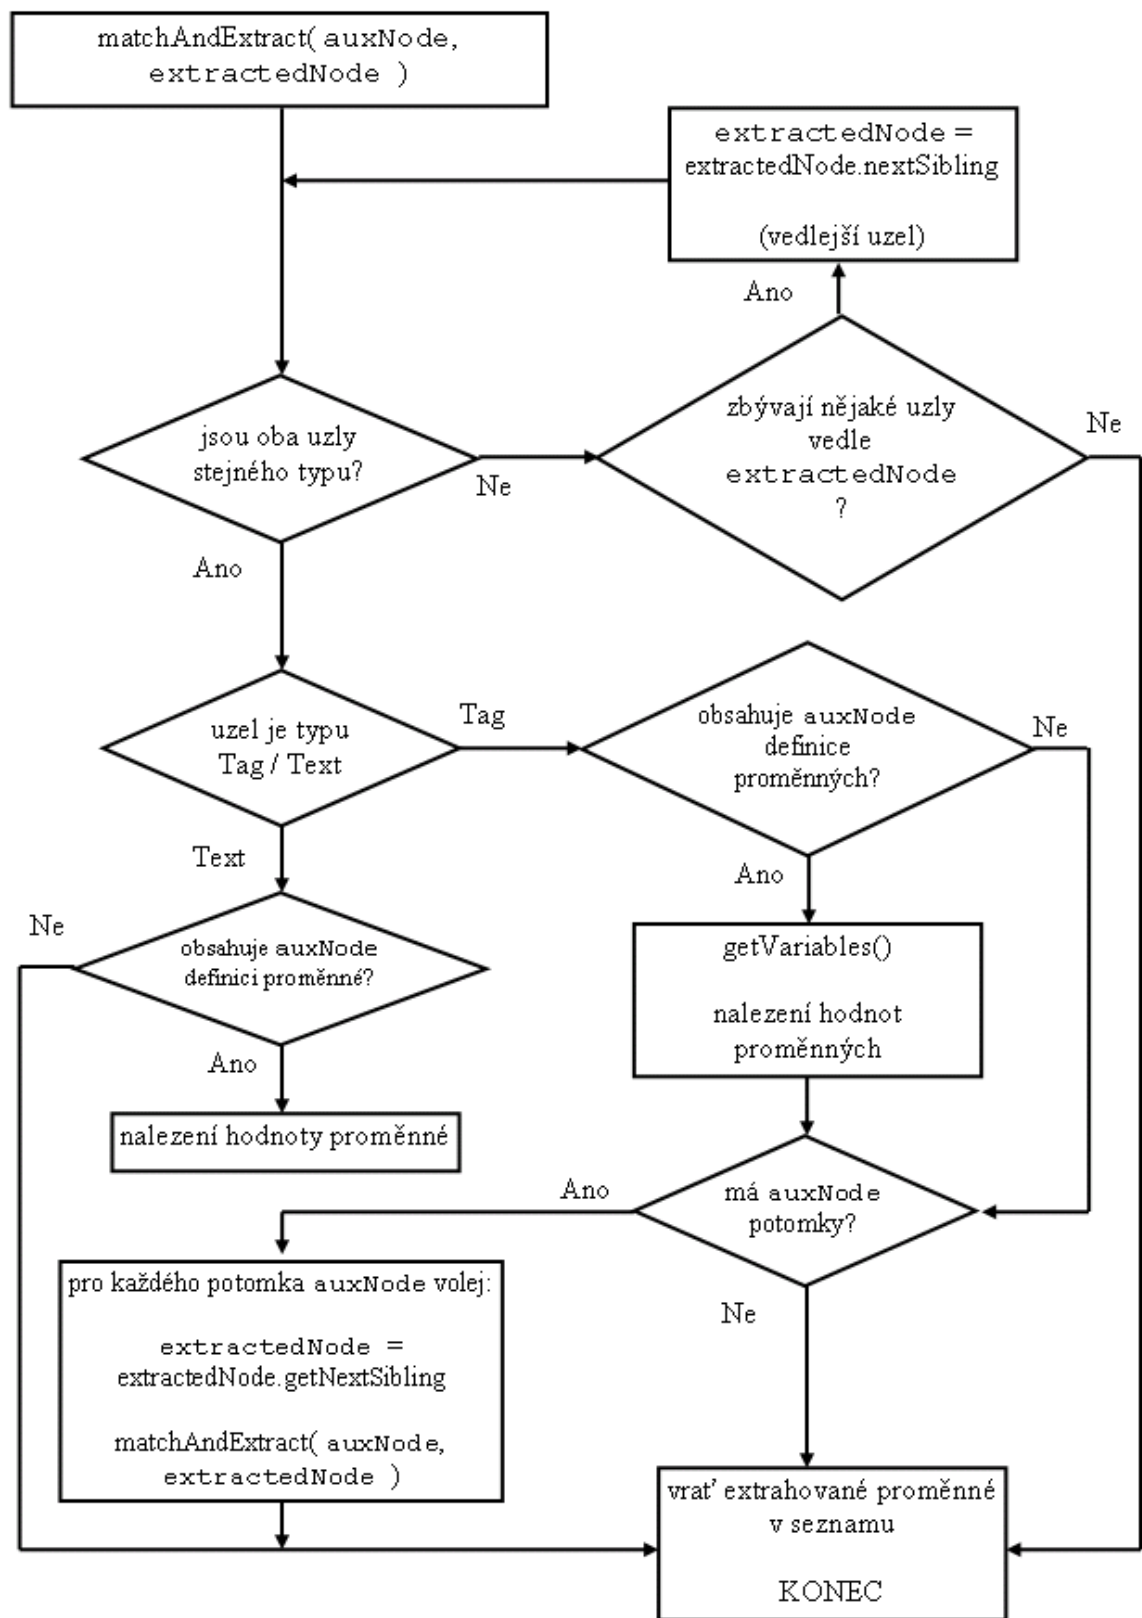 matchAndExtract( auxNode,
extractedNode )
extractedNode =
extractedNode.nextSibling
(vedlejší uzel)
Ano
zbývají nějaké uzly
vedle
extractedNode
?
Ne
jsou oba uzly
stejného typu?
Ne
Ano
uzel je typu
Tag / Text
Tag
obsahuje auxNode
definice
proměnných?
Ne
Text
Ano
Ne
obsahuje auxNode
definici proměnné?
getVariables()
nalezení hodnot
proměnných
Ano
nalezení hodnoty proměnné
má auxNode
potomky?
Ano
Ne
pro každého potomka auxNode volej:
extractedNode =
extractedNode.getNextSibling
matchAndExtract( auxNode,
extractedNode )
vrať extrahované proměnné
v seznamu
KONEC